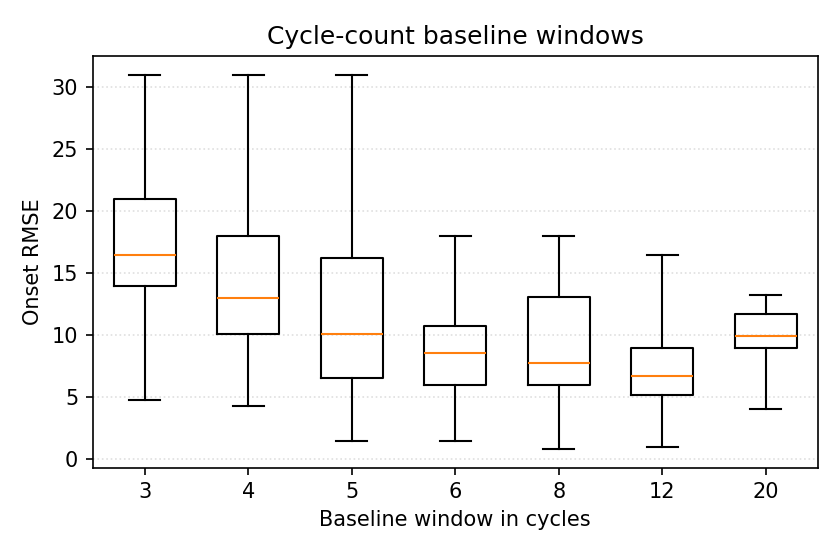 Cycle-count baseline windows
Onset RMSE
30
25
20
15
10
5
0
3 4 5 6 8 12 20
Baseline window in cycles